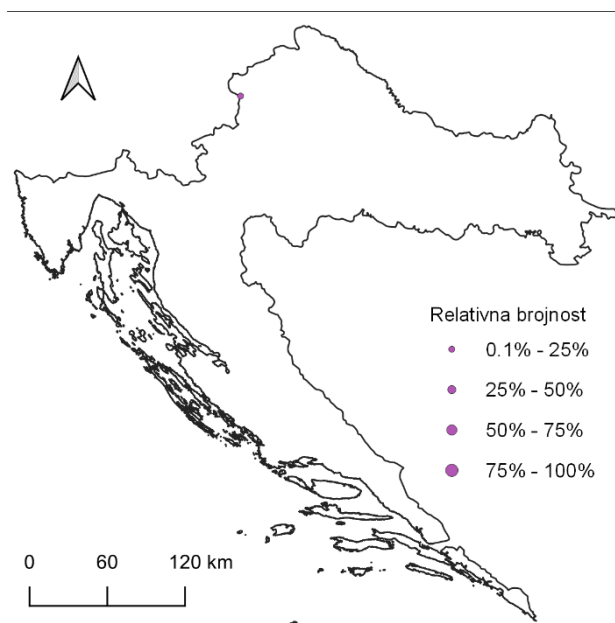 Relativna brojnost
0.1% - 25%
25% - 50%
50% - 75%
75% - 100%
0 60 120 km